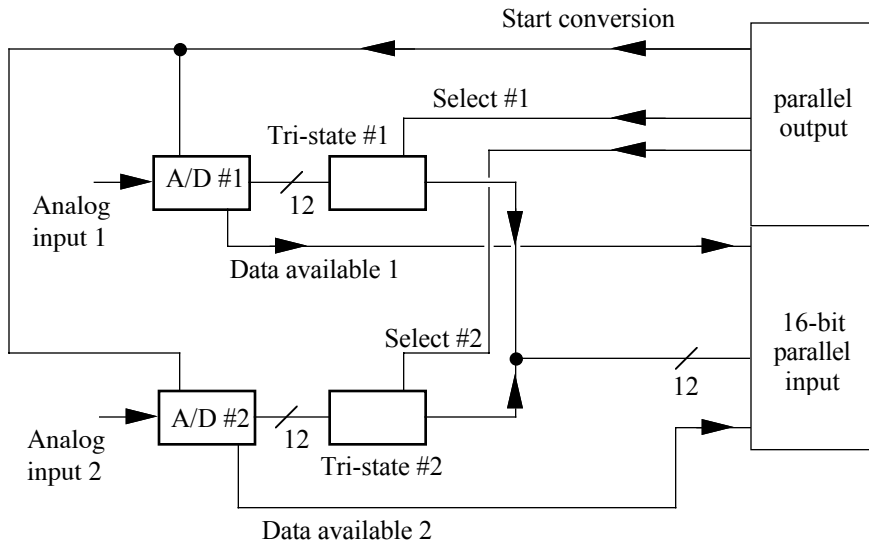 Start conversion
parallel
output
Select #1
Tri-state #1
A/D #1
12
Analog
input 1
Data available 1
16-bit
parallel
input
Select #2
12
A/D #2
12
Analog
input 2
Tri-state #2
Data available 2